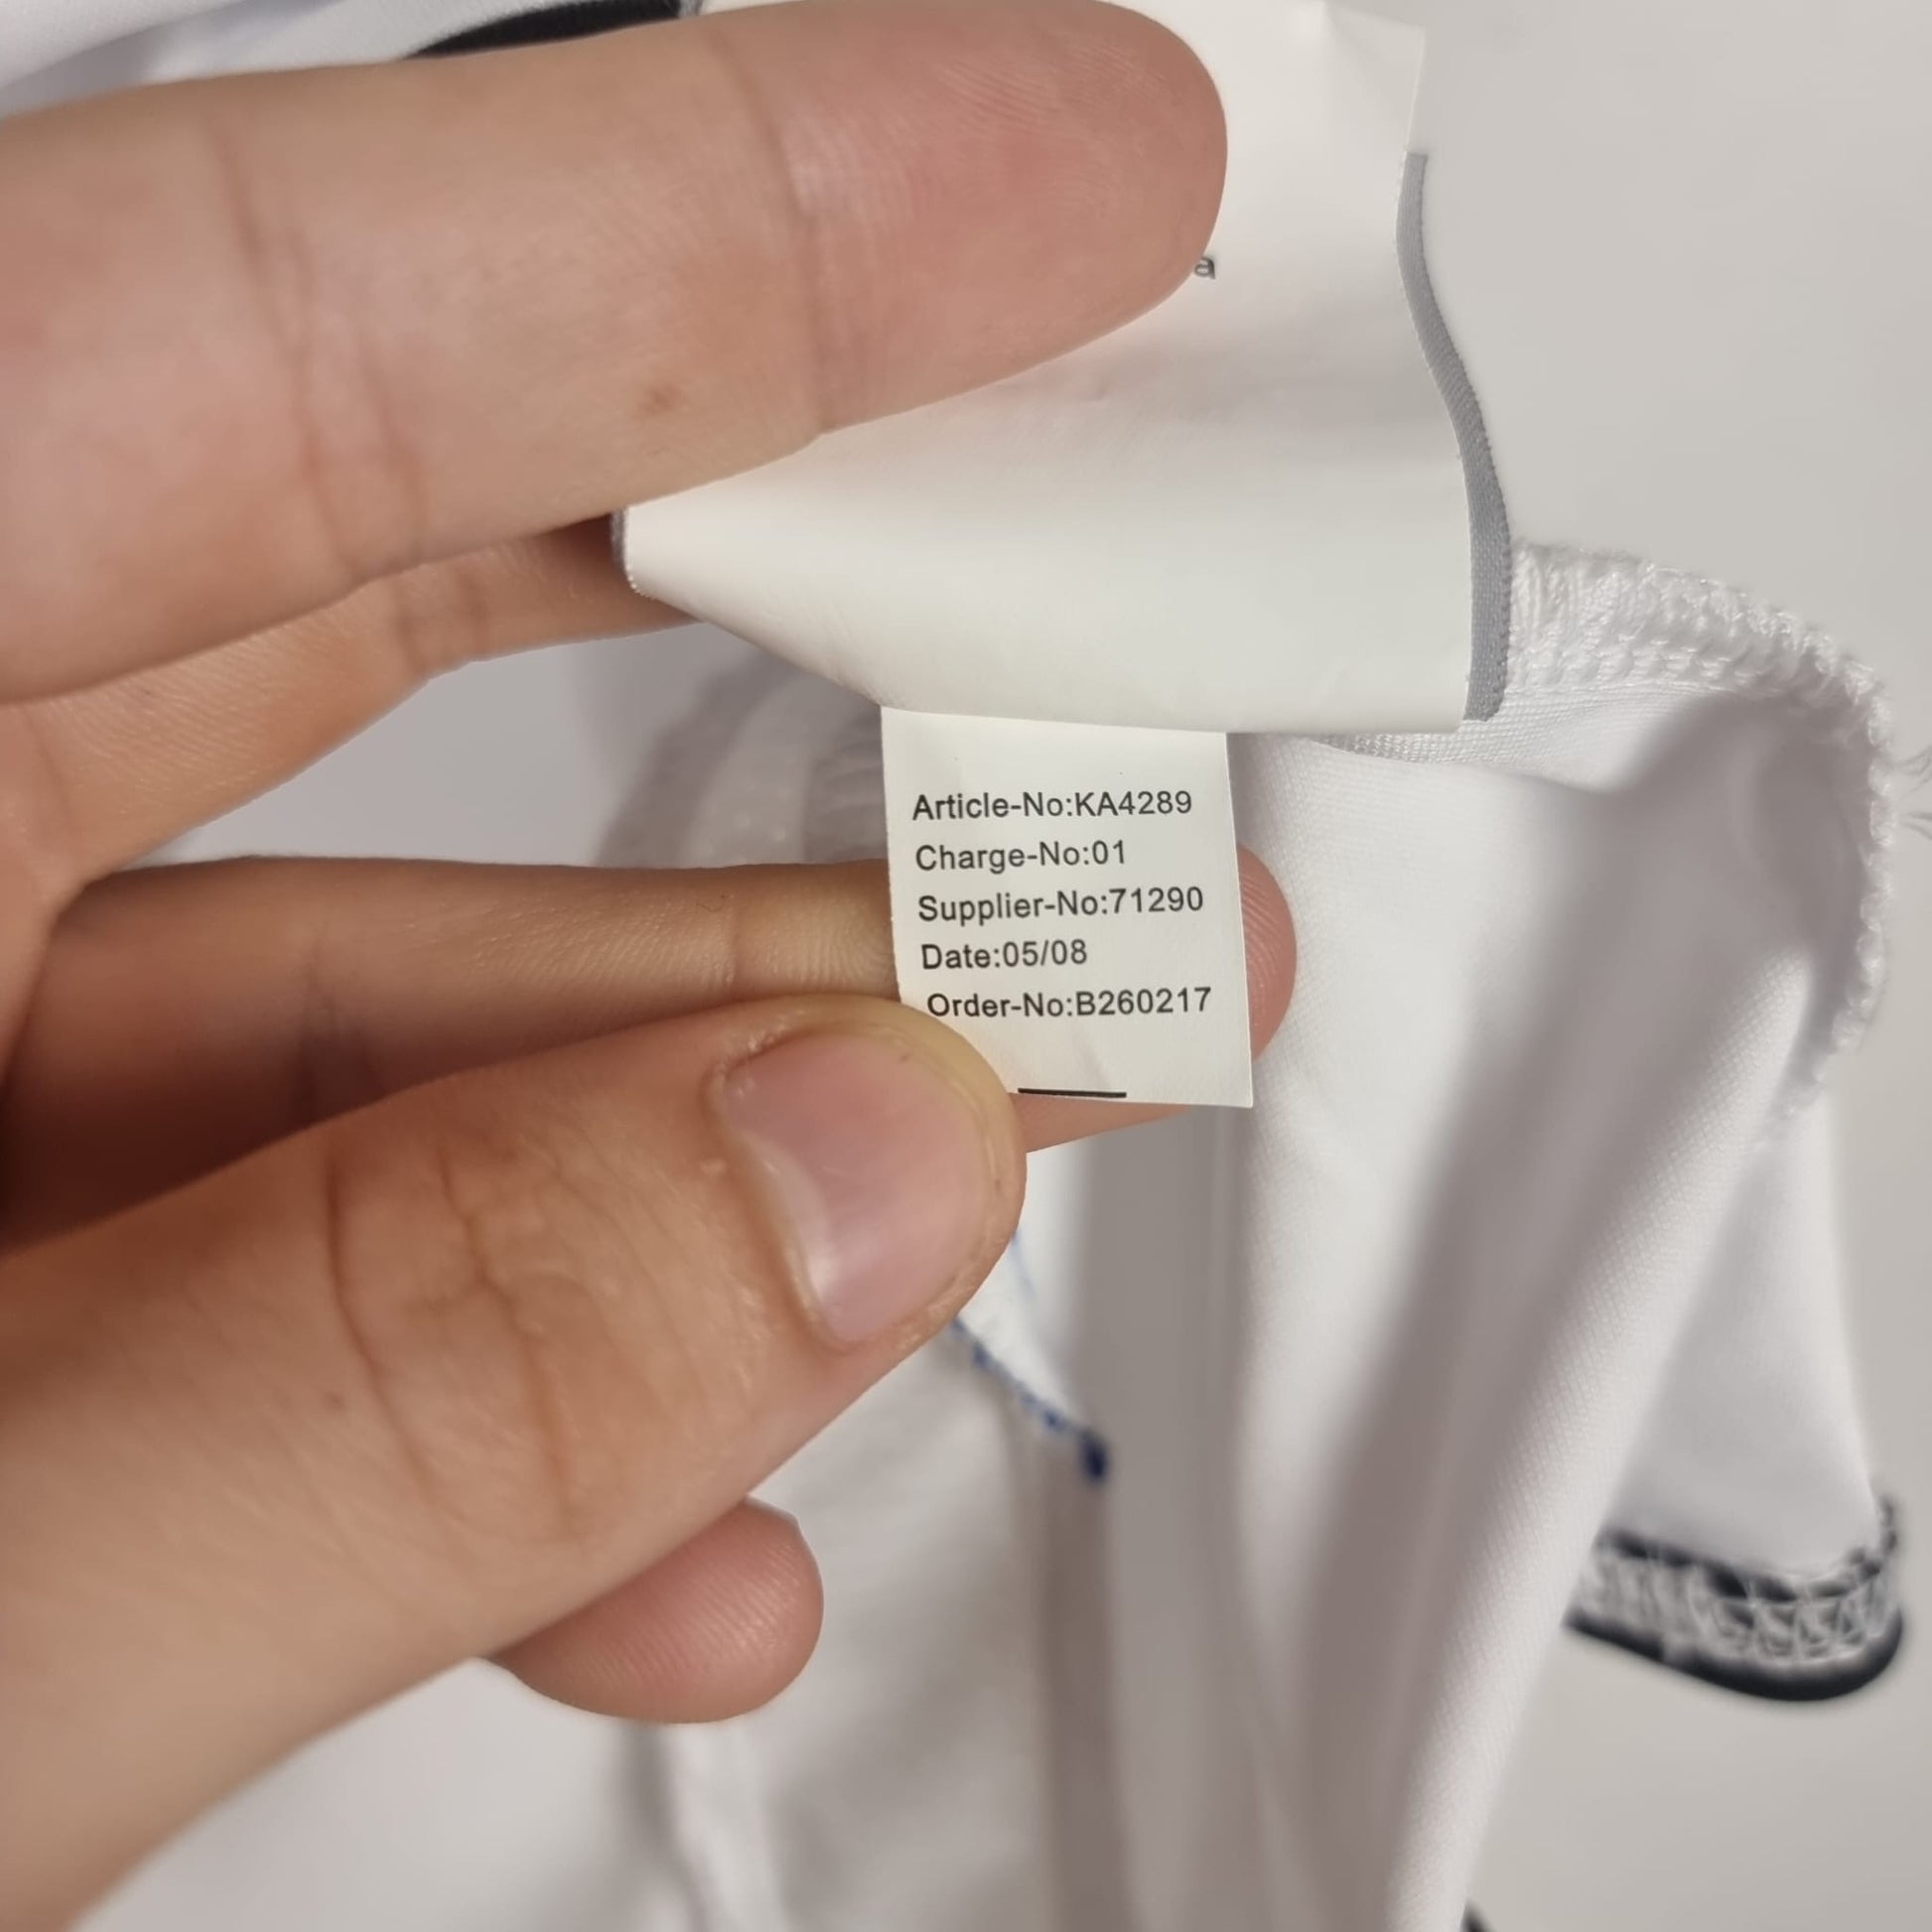 a
Article-No:KA4289
Charge-No:01
Supplier-No:71290
Date:05/08
Order-No:B260217